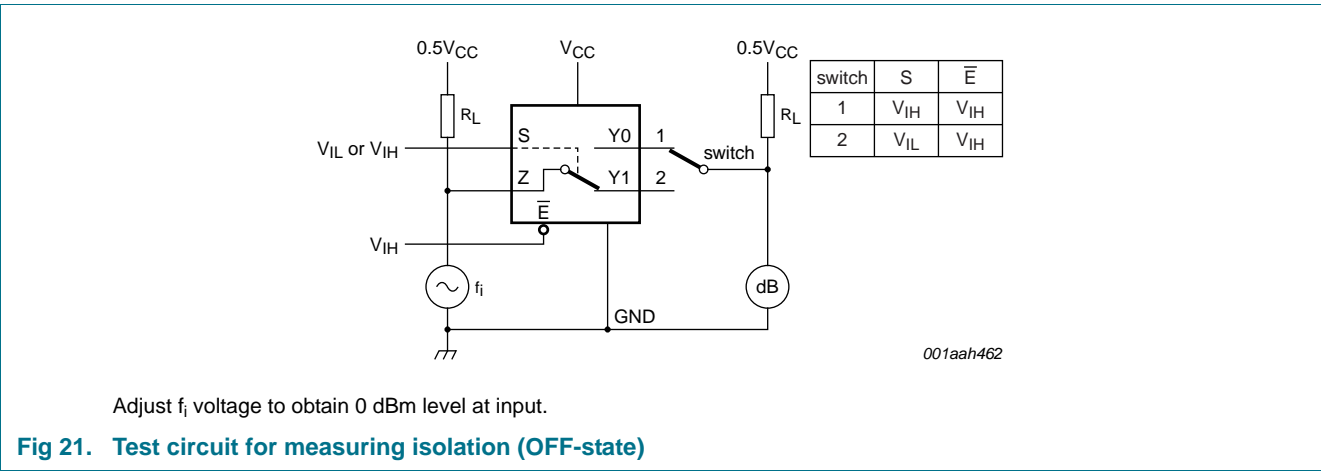 0.5VCC VCC 0.5VCC
switch S E̅
RL S Y0 1 RL 1 VIH VIH
VIL or VIH switch 2 VIL VIH
Z Y1 2
E̅
VIH
fi dB
GND
001aah462
Adjust fi voltage to obtain 0 dBm level at input.
Fig 21. Test circuit for measuring isolation (OFF-state)